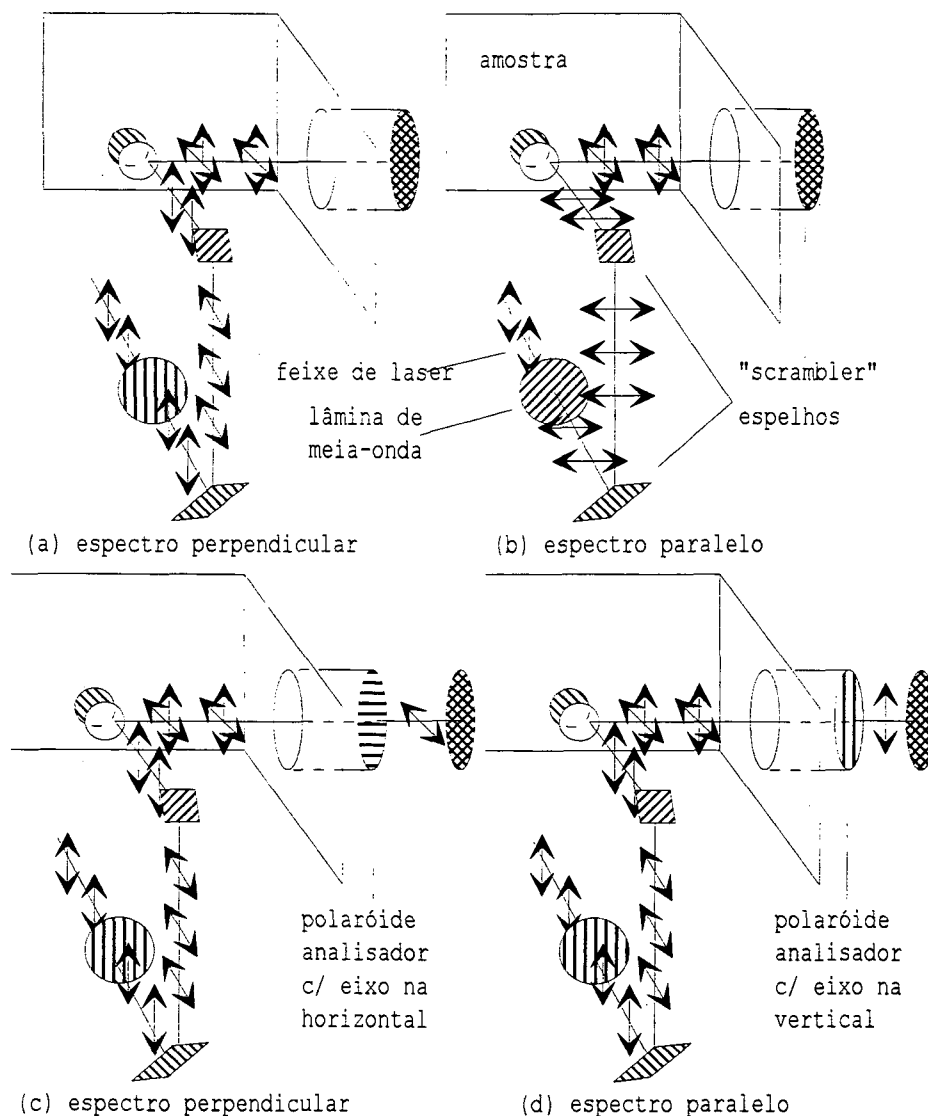 amostra
feixe de laser
lâmina de
meia-onda
"scrambler"
espelhos
(a) espectro perpendicular
(b) espectro paralelo
polaróide
analisador
c/ eixo na
horizontal
polaróide
analisador
c/ eixo na
vertical
(c) espectro perpendicular
(d) espectro paralelo